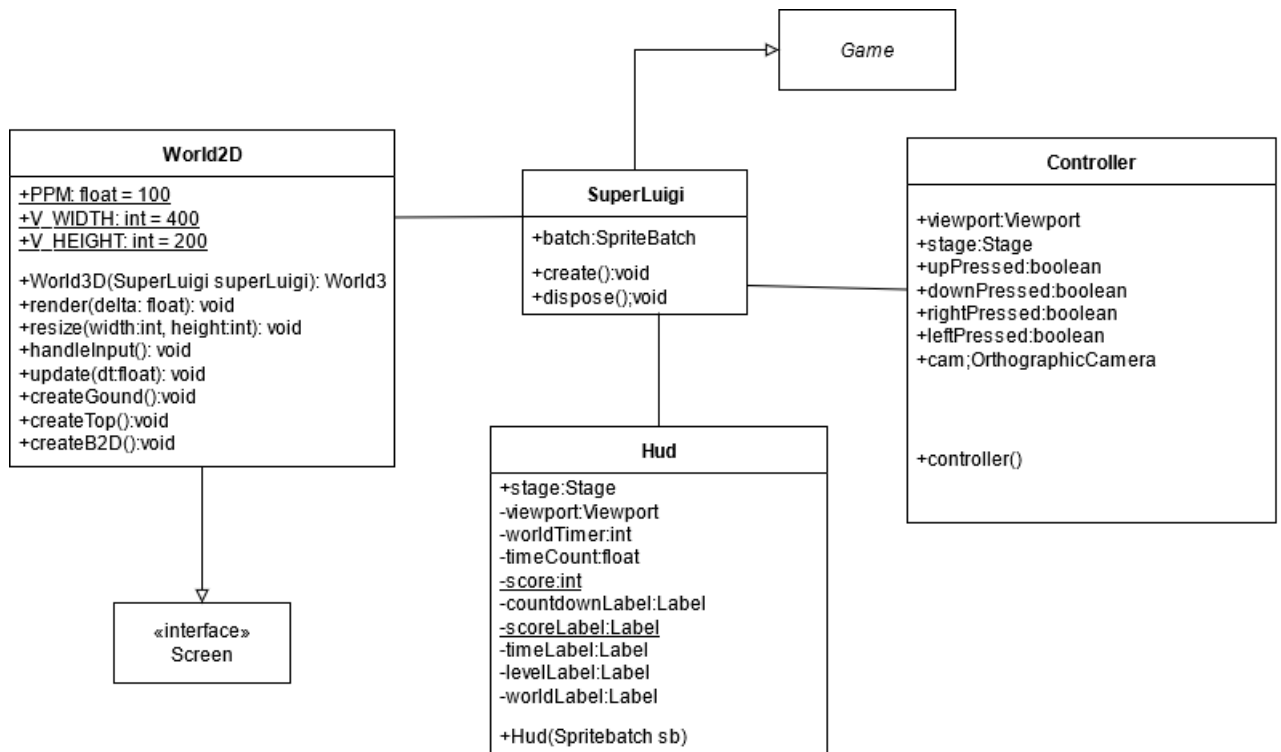 Game
World2D
+PPM: float = 100
+V_WIDTH: int = 400
+V_HEIGHT: int = 200
+World3D(SuperLuigi superLuigi): World3
+render(delta: float): void
+resize(width:int, height:int): void
+handleInput(): void
+update(dt:float): void
+createGound():void
+createTop():void
+createB2D():void
SuperLuigi
+batch:SpriteBatch
+create():void
+dispose();void
Controller
+viewport:Viewport
+stage:Stage
+upPressed:boolean
+downPressed:boolean
+rightPressed:boolean
+leftPressed:boolean
+cam;OrthographicCamera
+controller()
Hud
+stage:Stage
-viewport:Viewport
-worldTimer:int
-timeCount:float
-score:int
-countdownLabel:Label
-scoreLabel:Label
-timeLabel:Label
-levelLabel:Label
-worldLabel:Label
+Hud(Spritebatch sb)
«interface»
Screen